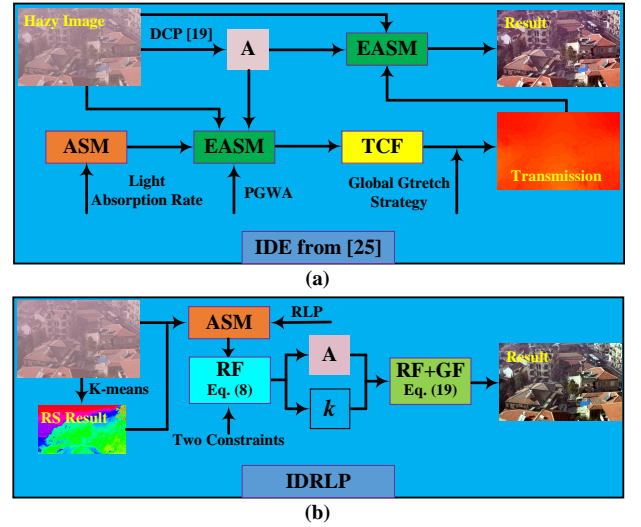 Hazy Image
DCP [19]
A
EASM
Result
ASM
EASM
TCF
Transmission
Light
Absorption Rate
PGWA
Global Gtretch
Strategy
IDE from [25]
(a)
ASM
RLP
K-means
RS Result
RF
Eq. (8)
A
k
RF+GF
Eq. (19)
Result
Two Constraints
IDRLP
(b)